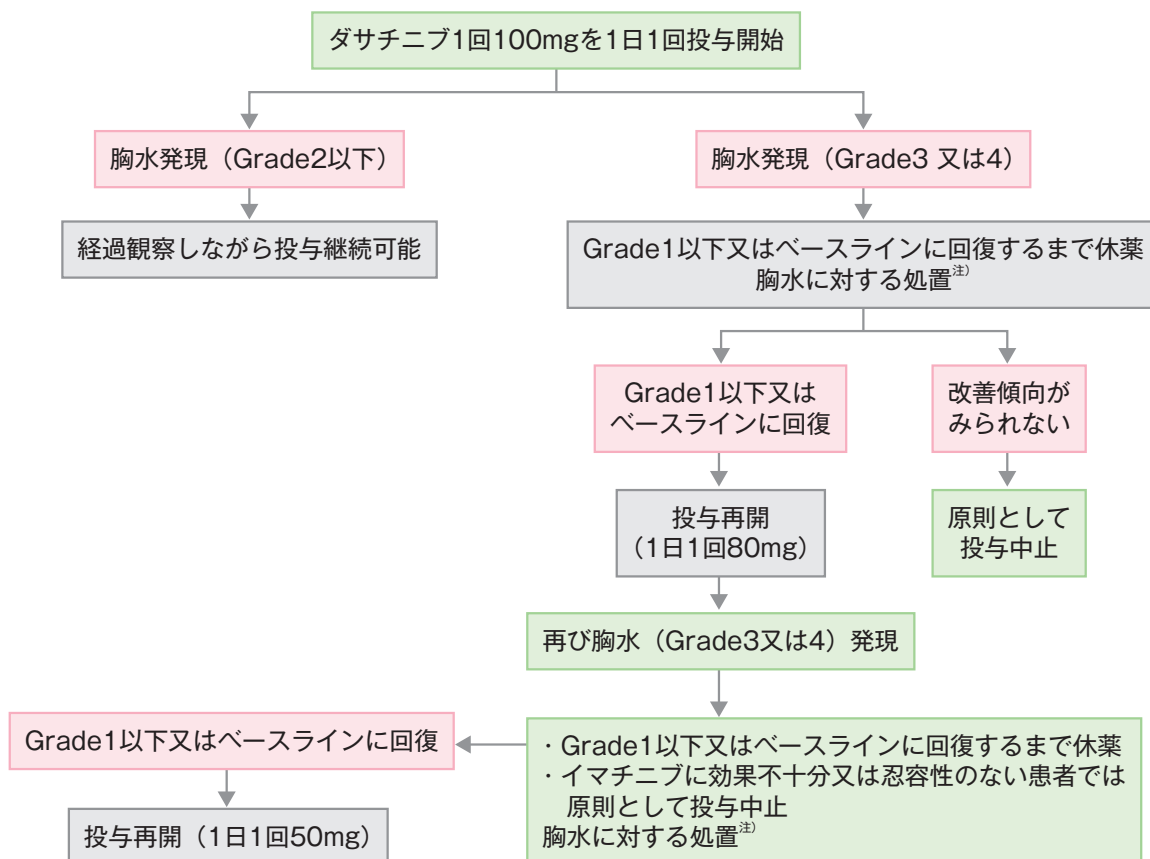 ダサチニブ1回100mgを1日1回投与開始
胸水発現（Grade2以下）
胸水発現（Grade3 又は4）
経過観察しながら投与継続可能
Grade1以下又はベースラインに回復するまで休薬
胸水に対する処置注）
Grade1以下又は
ベースラインに回復
改善傾向が
みられない
投与再開
（1日1回80mg）
原則として
投与中止
再び胸水（Grade3又は4）発現
Grade1以下又はベースラインに回復
・Grade1以下又はベースラインに回復するまで休薬
・イマチニブに効果不十分又は忍容性のない患者では
原則として投与中止
胸水に対する処置注）
投与再開（1日1回50mg）